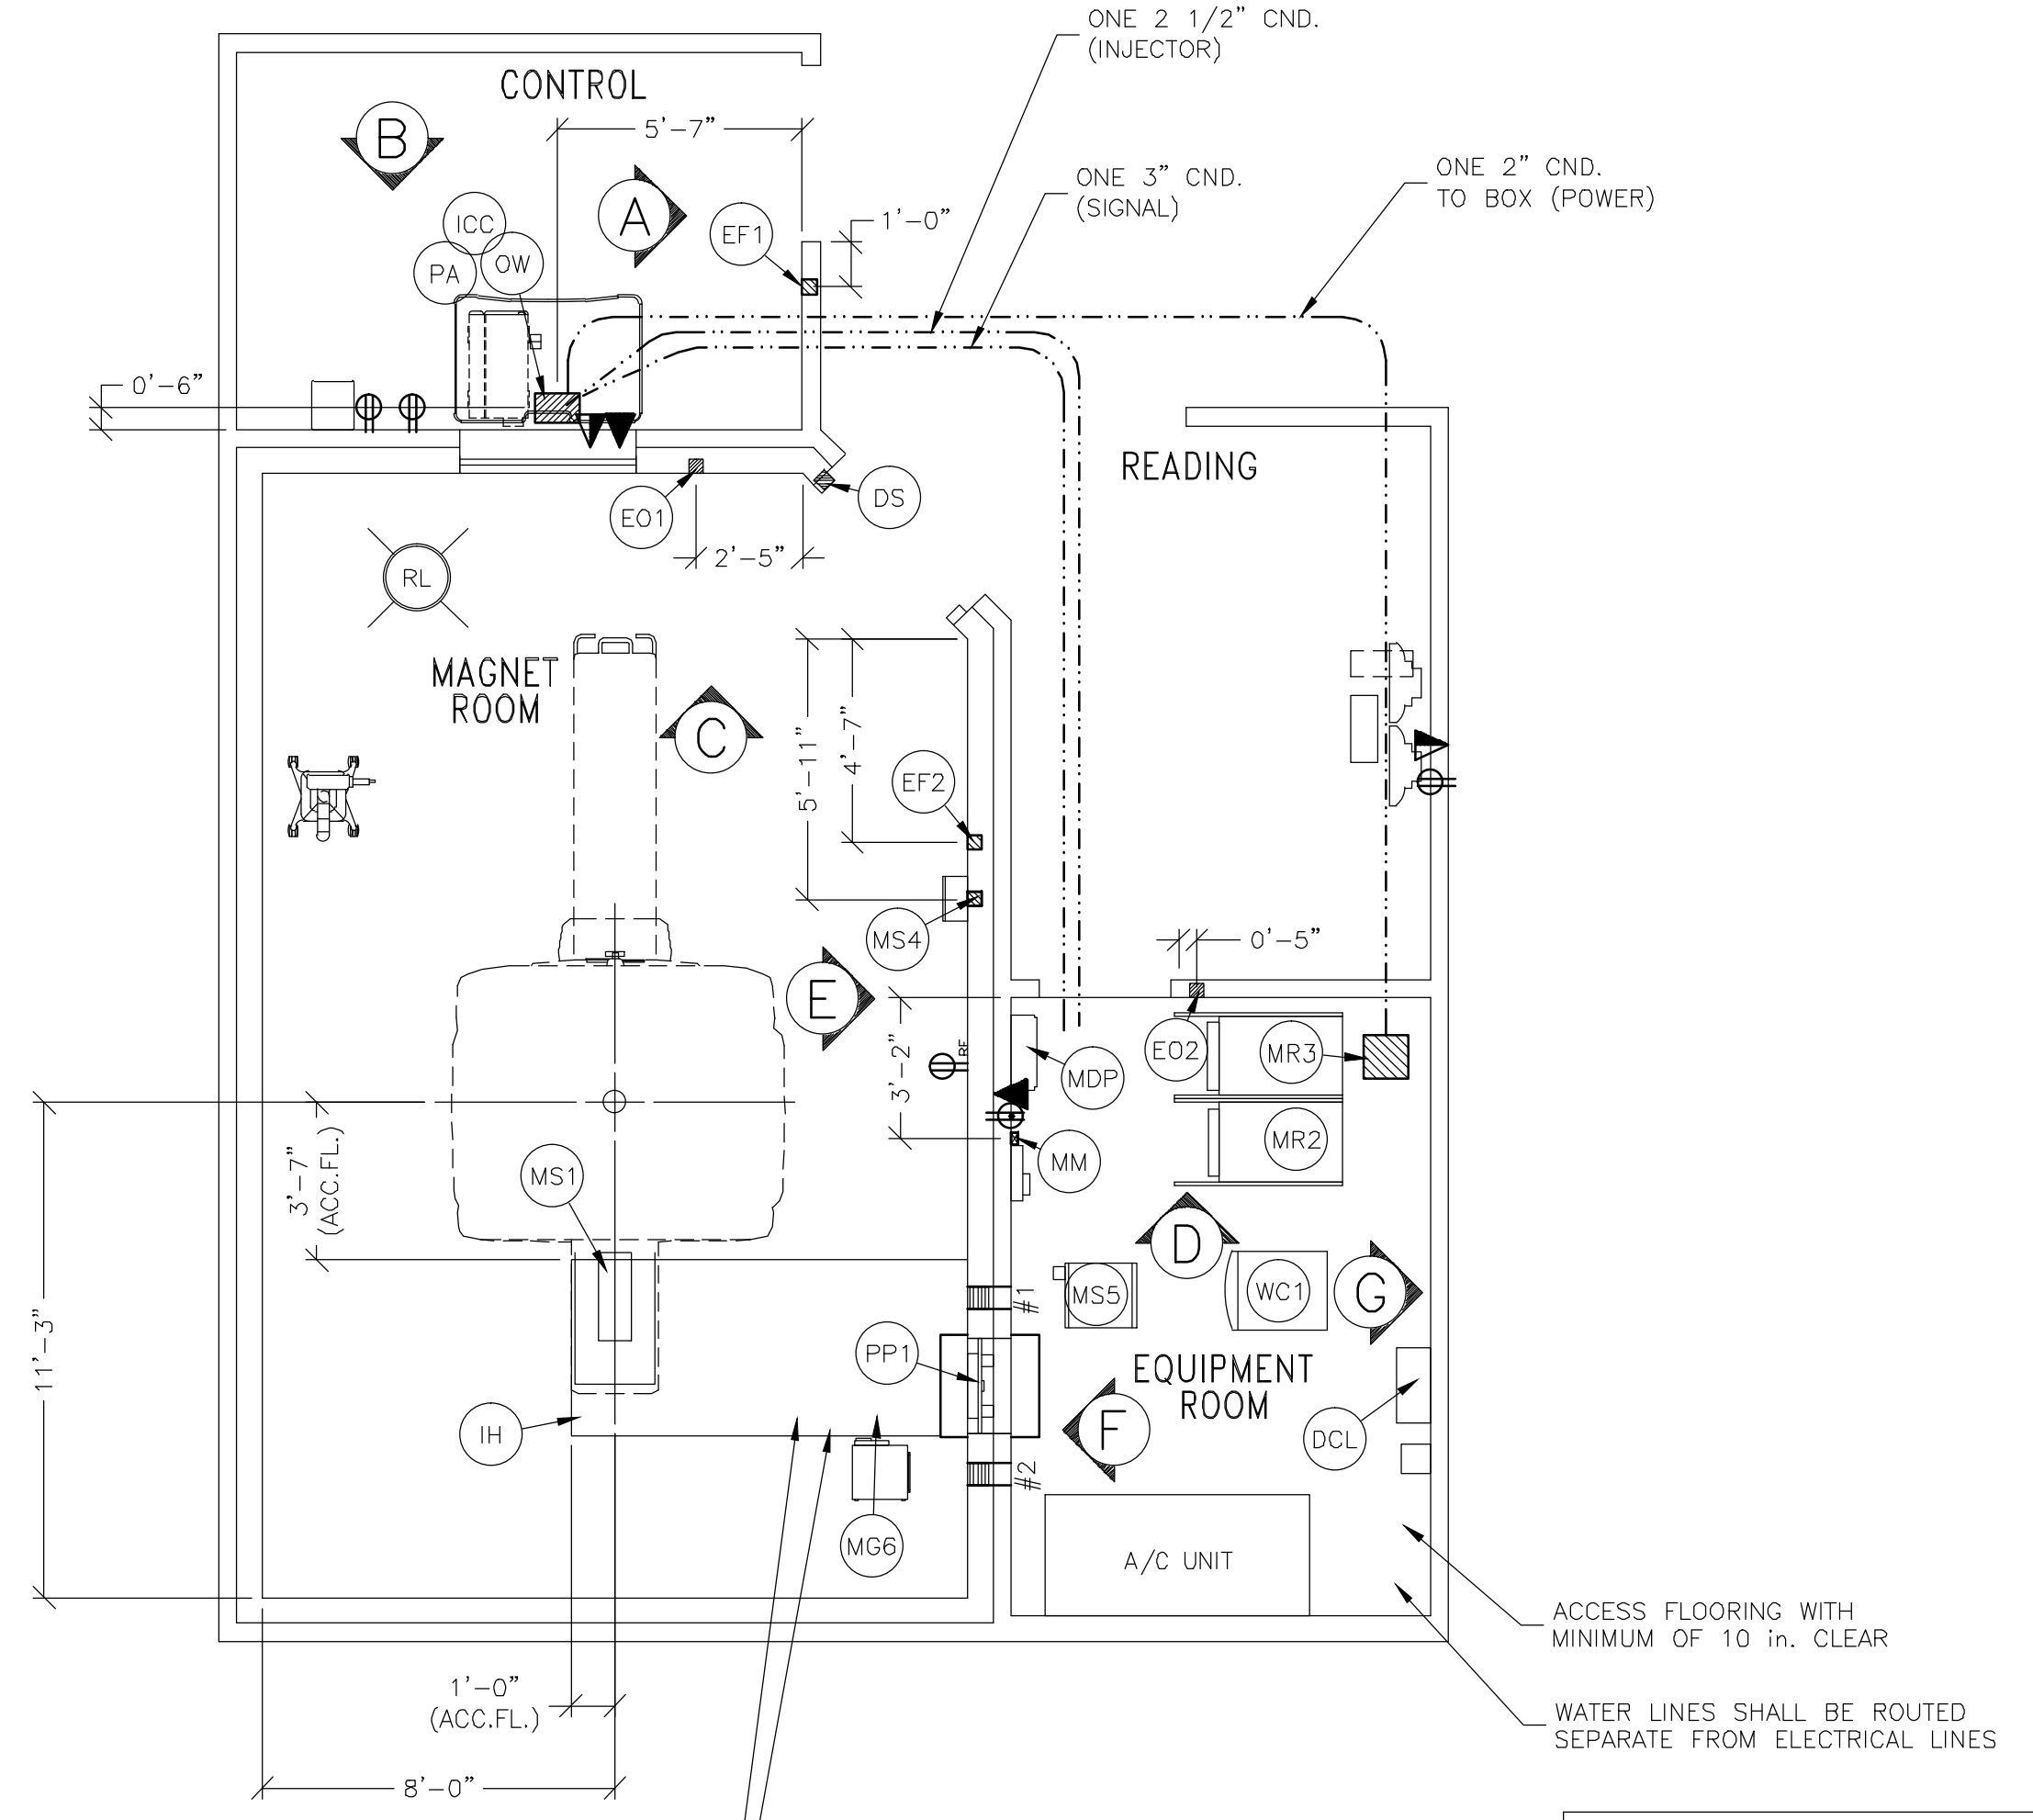 ONE 2 1/2” CND.
(INJECTOR)
CONTROL
B
5’-7”
ONE 3” CND.
(SIGNAL)
ONE 2” CND.
TO BOX (POWER)
A
ICC
PA
OW
EF1
1’-0”
0’-6”
READING
EO1
DS
2’-5”
RL
MAGNET
ROOM
C
5’-11”
4’-7”
EF2
MS4
0’-5”
E
RF
3’-2”
MDP
EO2
MR3
MR2
MM
3’-7”
(ACC.FL.)
MS1
D
MS5
WC1
G
#1
11’-3”
PP1
EQUIPMENT
ROOM
IH
F
DCL
#2
MG6
A/C UNIT
ACCESS FLOORING WITH
MINIMUM OF 10 in. CLEAR
1’-0”
(ACC.FL.)
WATER LINES SHALL BE ROUTED
SEPARATE FROM ELECTRICAL LINES
8’-0”